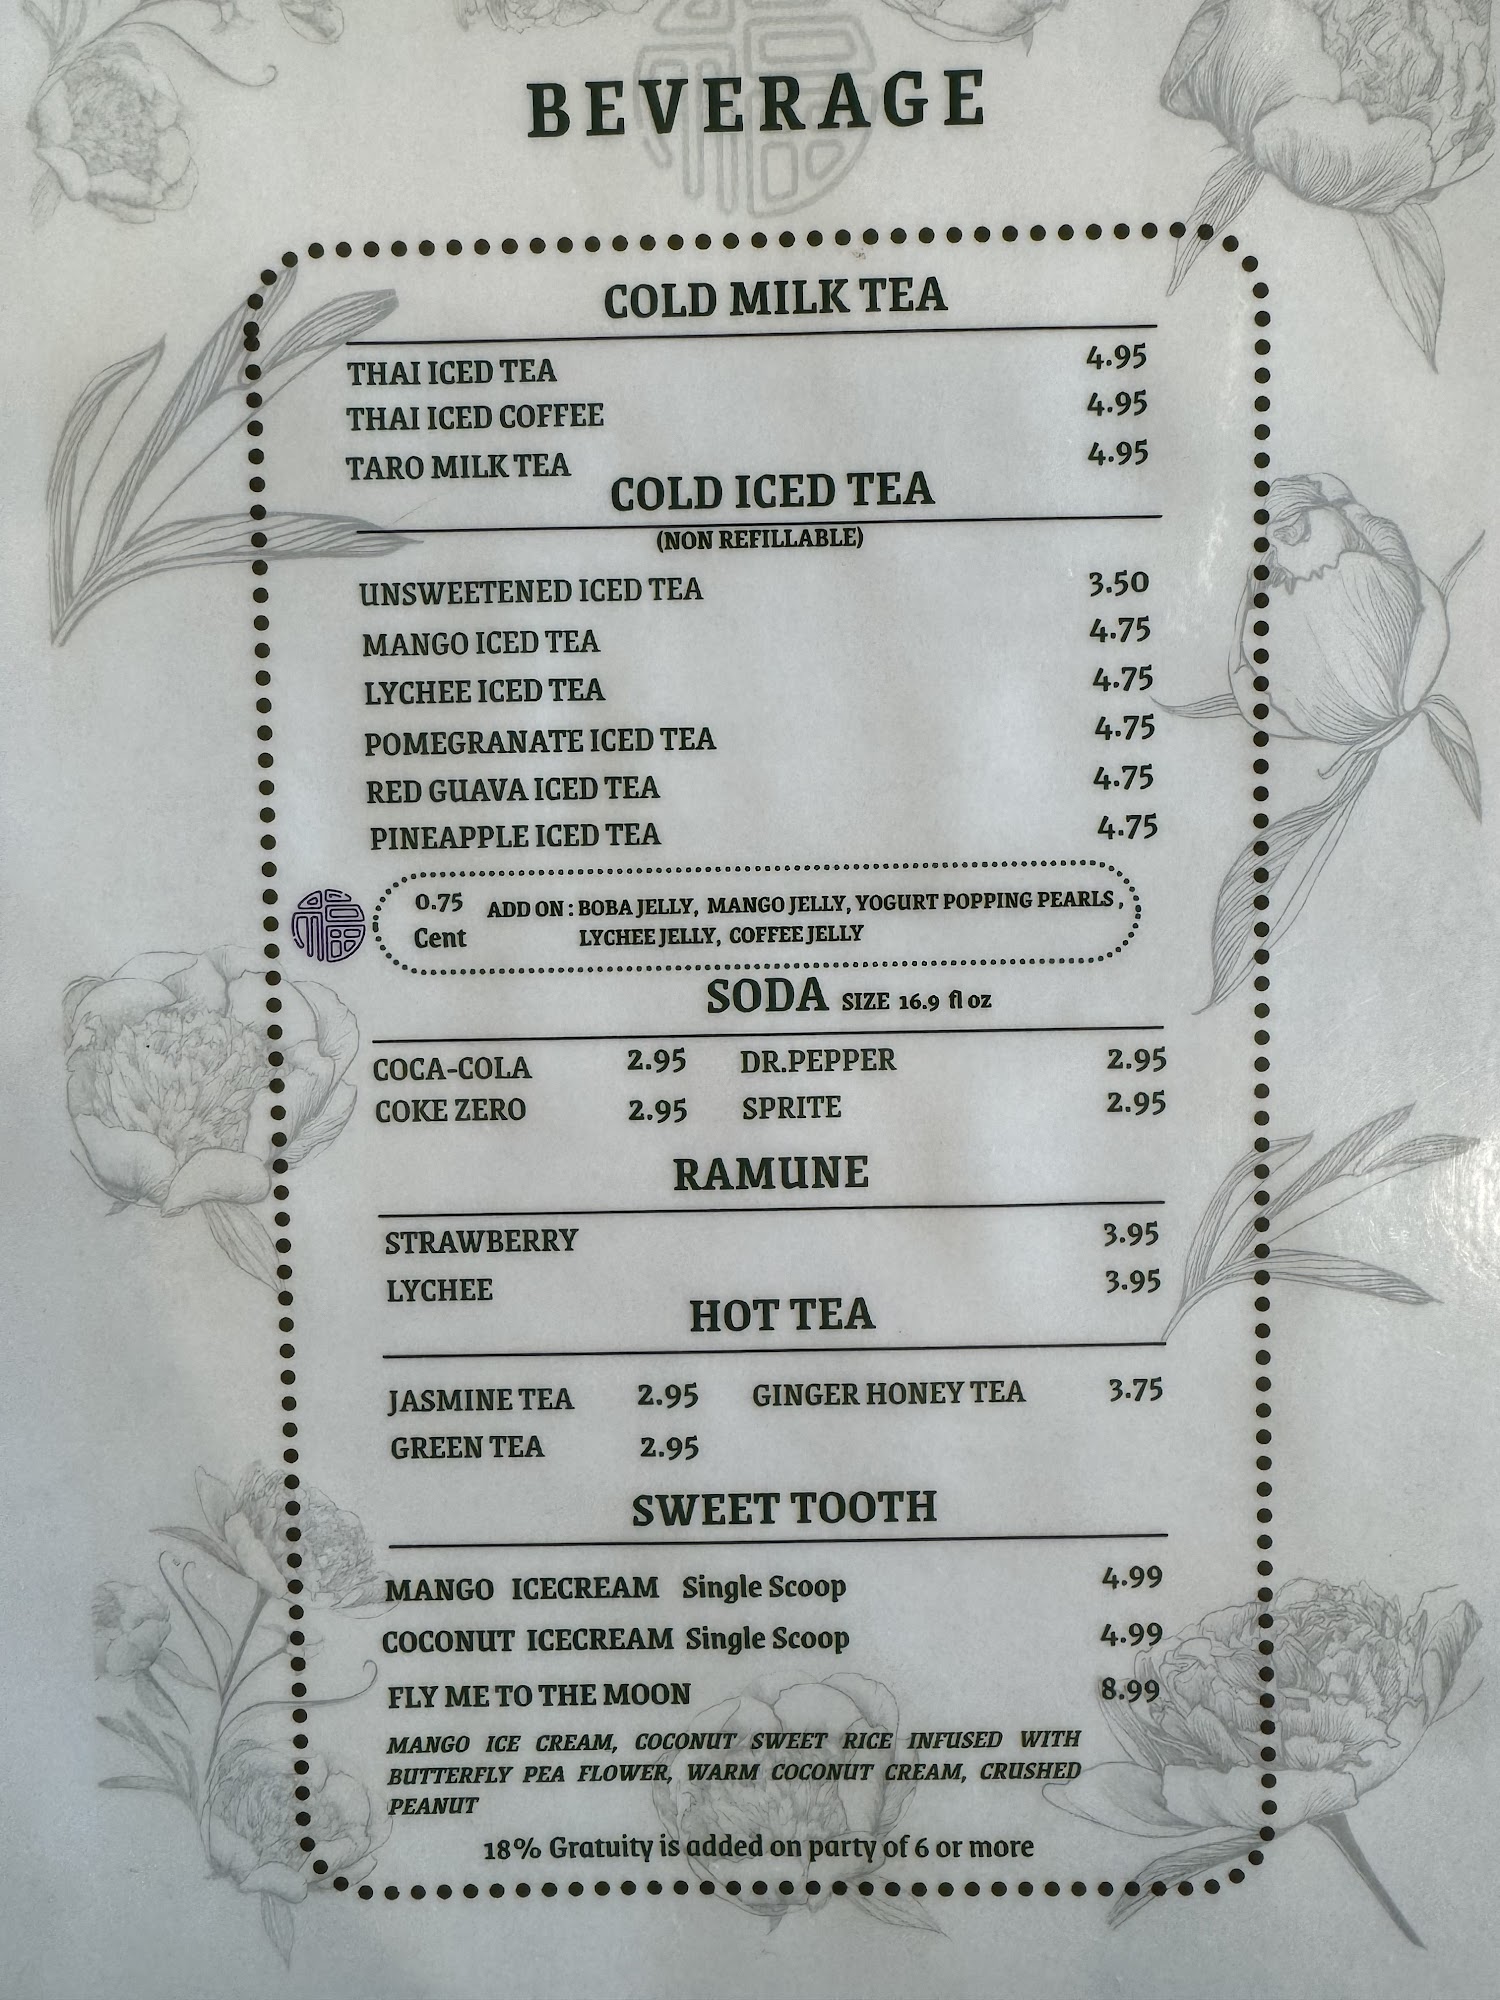 BEVERAGE
COLD MILK TEA
THAI ICED TEA 4.95
THAI ICED COFFEE 4.95
TARO MILK TEA 4.95
COLD ICED TEA
(NON REFILLABLE)
UNSWEETENED ICED TEA 3.50
MANGO ICED TEA 4.75
LYCHEE ICED TEA 4.75
POMEGRANATE ICED TEA 4.75
RED GUAVA ICED TEA 4.75
PINEAPPLE ICED TEA 4.75
福
0.75 ADD ON : BOBA JELLY, MANGO JELLY, YOGURT POPPING PEARLS ,
Cent LYCHEE JELLY, COFFEE JELLY
SODA SIZE 16.9 fl oz
COCA-COLA 2.95 DR.PEPPER 2.95
COKE ZERO 2.95 SPRITE 2.95
RAMUNE
STRAWBERRY 3.95
LYCHEE 3.95
HOT TEA
JASMINE TEA 2.95 GINGER HONEY TEA 3.75
GREEN TEA 2.95
SWEET TOOTH
MANGO ICECREAM Single Scoop 4.99
COCONUT ICECREAM Single Scoop 4.99
FLY ME TO THE MOON 8.99
MANGO ICE CREAM, COCONUT SWEET RICE INFUSED WITH
BUTTERFLY PEA FLOWER, WARM COCONUT CREAM, CRUSHED
PEANUT
18% Gratuity is added on party of 6 or more